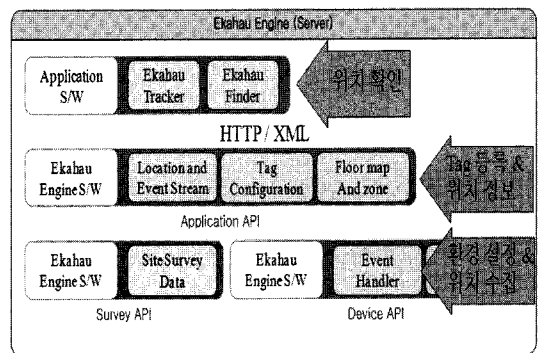 Ekahau Engine (Server)
Application
S/W
Ekahau
Tracker
Ekahau
Finder
위치 확인
HTTP / XML
Ekahau
Engine S/W
Location and
Event Stream
Tag
Configuration
Floor map
And zone
Tag 등록 &
위치 정보
Application API
Ekahau
Engine S/W
Site Survey
Data
Ekahau
Engine S/W
Event
Handler
환경 설정 &
위치 수집
Survey API
Device API